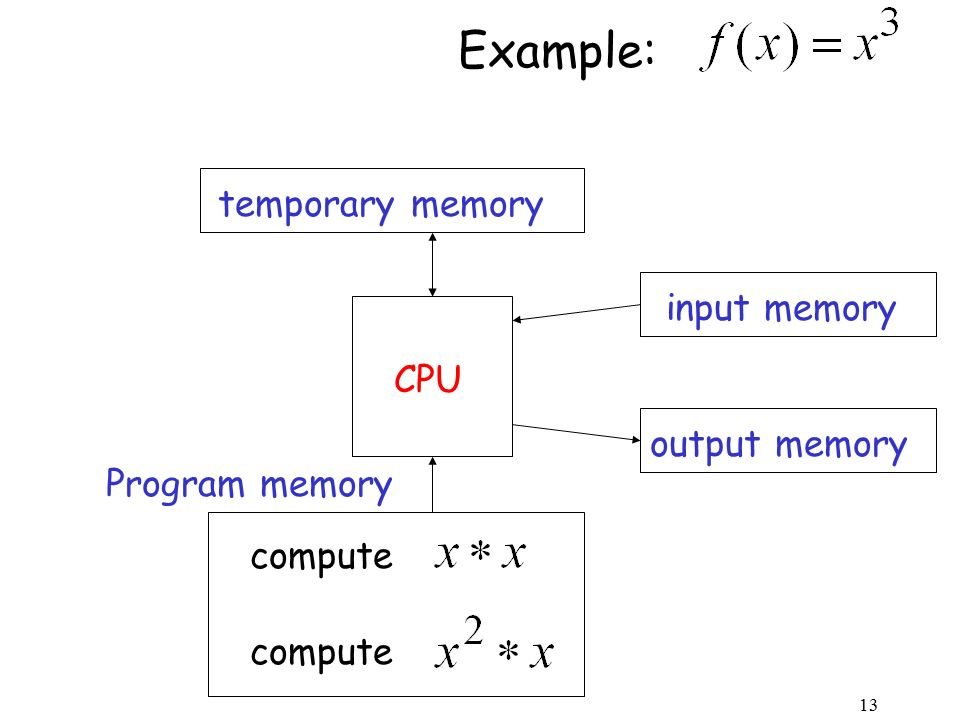 Example: f(x) = x³
temporary memory
input memory
CPU
output memory
Program memory
compute x * x
compute x² * x
13